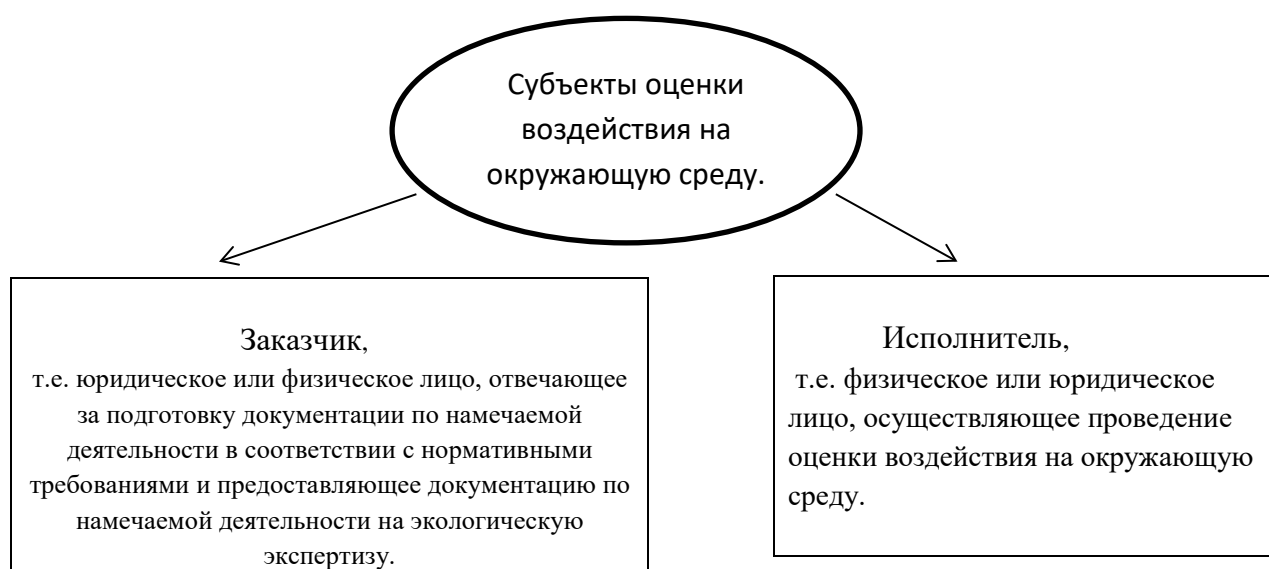 Субъекты оценки
воздействия на
окружающую среду.
Заказчик,
т.е. юридическое или физическое лицо, отвечающее
за подготовку документации по намечаемой
деятельности в соответствии с нормативными
требованиями и предоставляющее документацию по
намечаемой деятельности на экологическую
экспертизу.
Исполнитель,
т.е. физическое или юридическое
лицо, осуществляющее проведение
оценки воздействия на окружающую
среду.